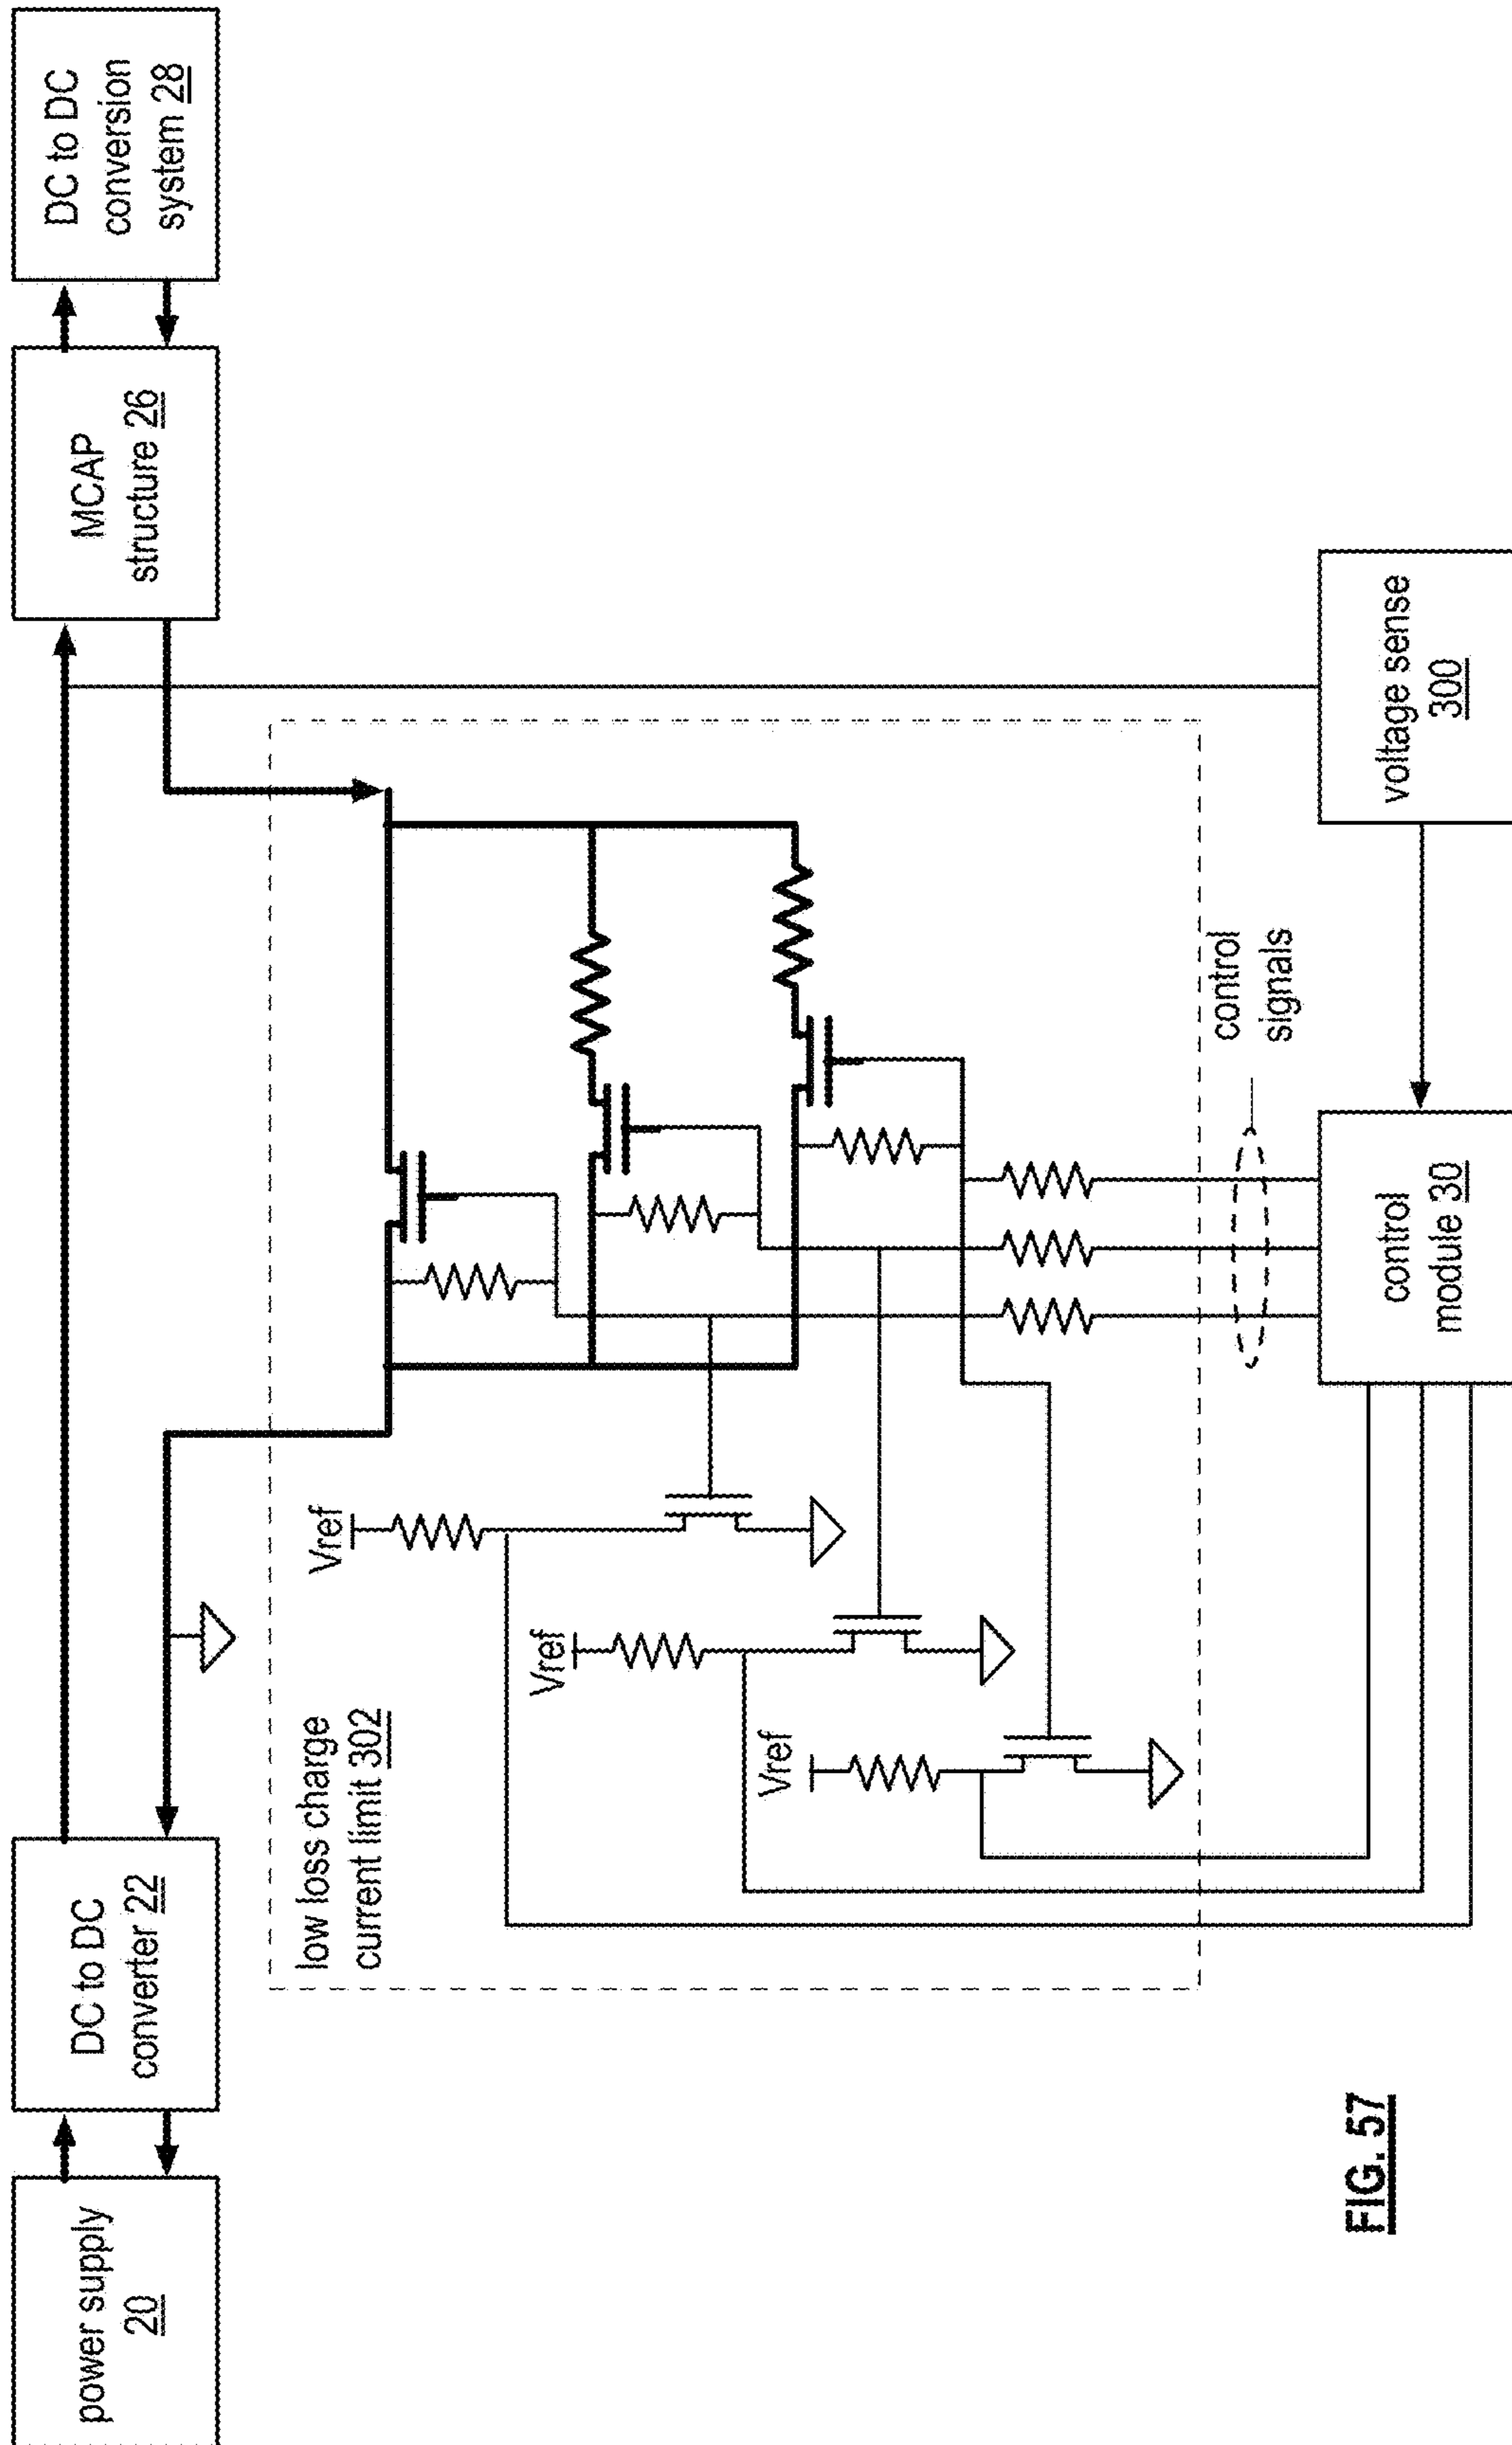 power supply
20
DC to DC
converter 22
MCAP
structure 26
DC to DC
conversion
system 28
low loss charge
current limit 302
Vref
Vref
Vref
control
signals
control
module 30
voltage sense
300
FIG. 57